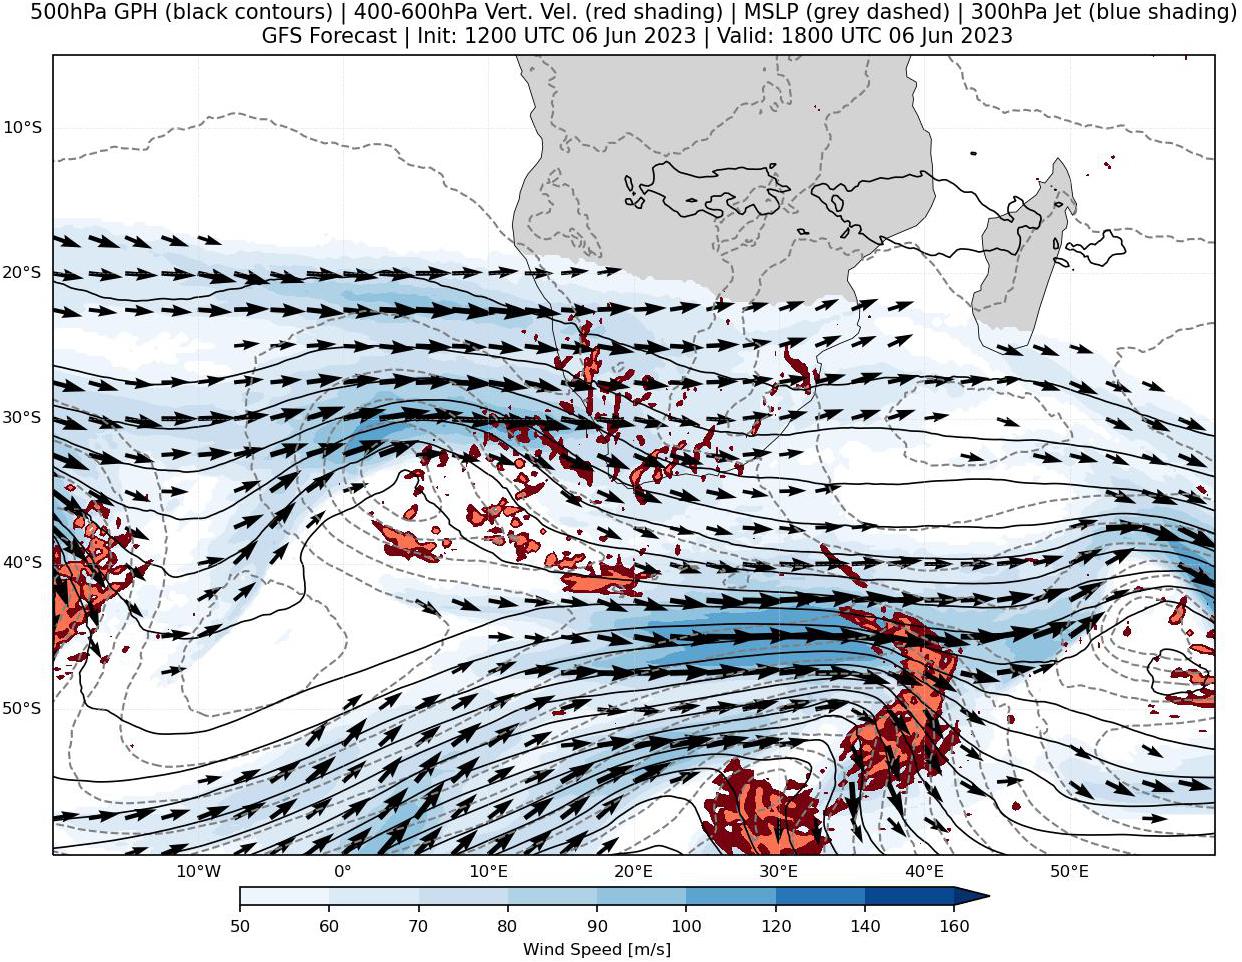 500hPa GPH (black contours) | 400-600hPa Vert. Vel. (red shading) | MSLP (grey dashed) | 300hPa Jet (blue shading)
GFS Forecast | Init: 1200 UTC 06 Jun 2023 | Valid: 1800 UTC 06 Jun 2023
10°S
20°S
30°S
40°S
50°S
10°W 0° 10°E 20°E 30°E 40°E 50°E
50 60 70 80 90 100 120 140 160
Wind Speed [m/s]